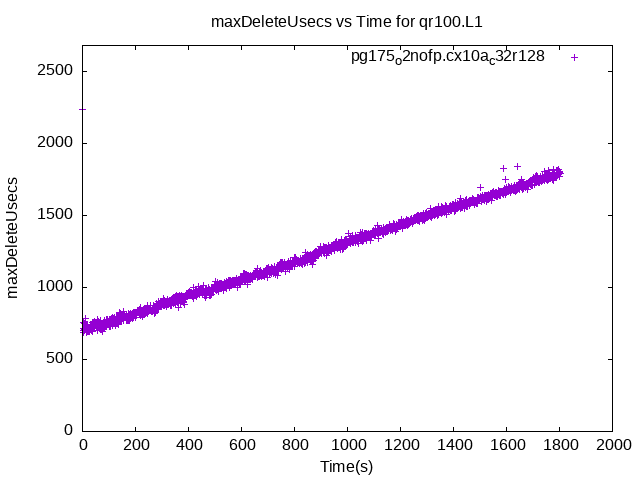 maxDeleteUsecs vs Time for qr100.L1
pg175o2nofp.cx10ac32r128
maxDeleteUsecs
2500
2000
1500
1000
500
0
0 200 400 600 800 1000 1200 1400 1600 1800 2000
Time(s)